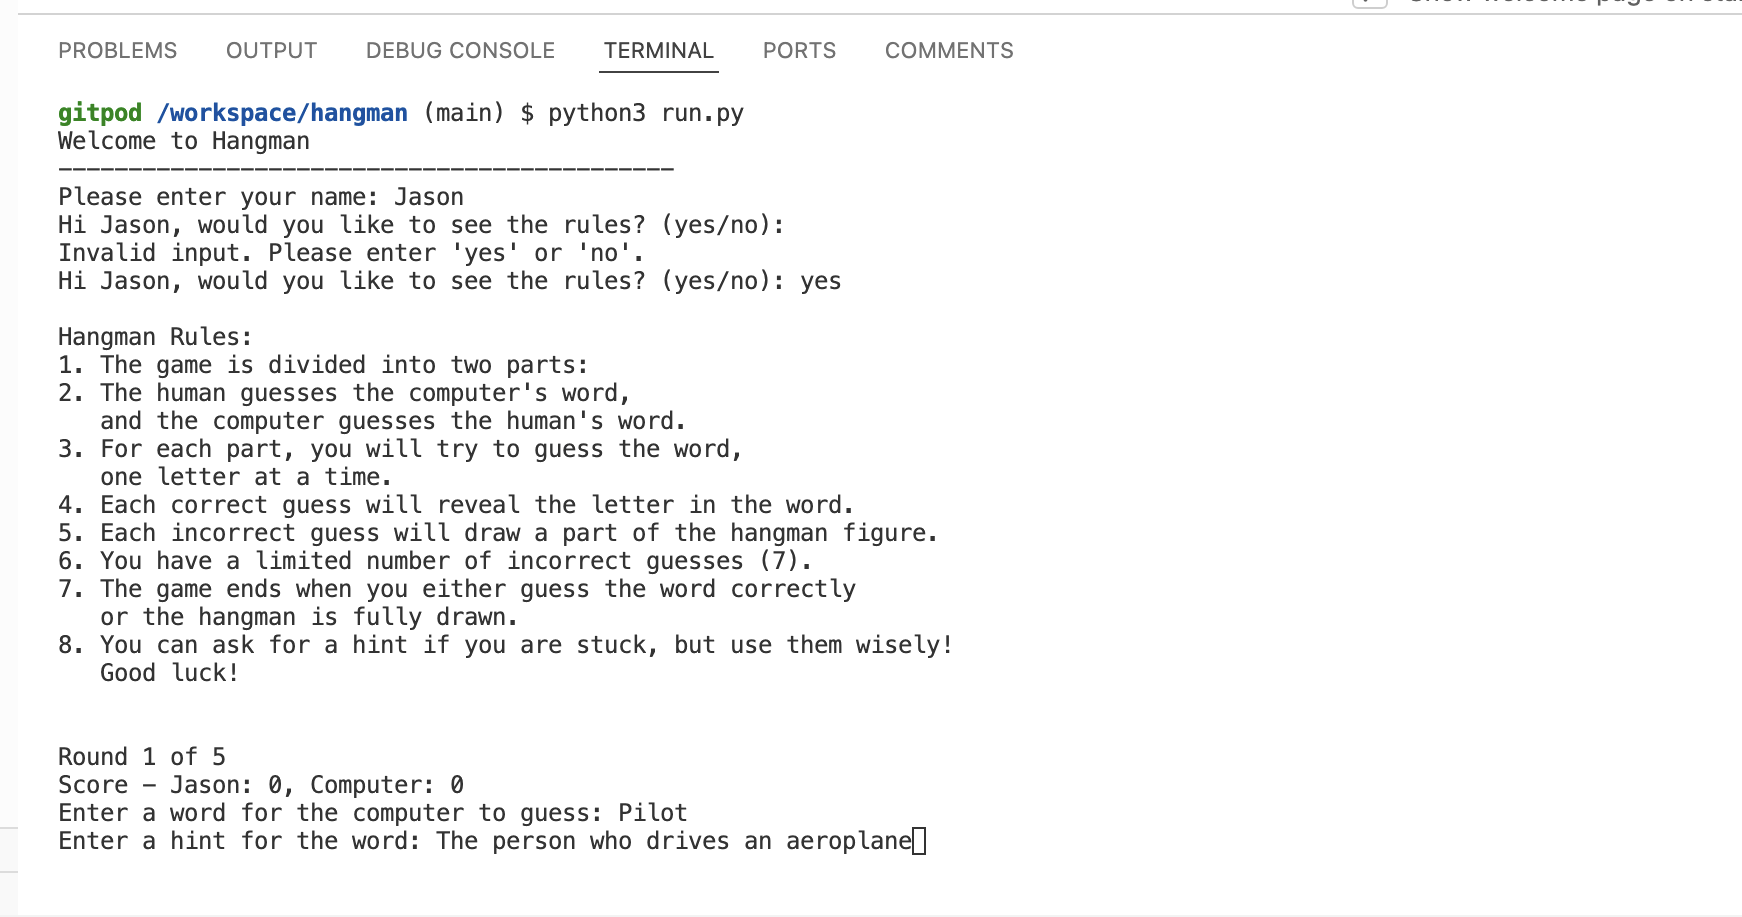 Show welcome page on
PROBLEMS OUTPUT DEBUG CONSOLE TERMINAL PORTS COMMENTS
gitpod /workspace/hangman (main) $ python3 run.py
Welcome to Hangman
--------------------------------------------
Please enter your name: Jason
Hi Jason, would you like to see the rules? (yes/no):
Invalid input. Please enter 'yes' or 'no'.
Hi Jason, would you like to see the rules? (yes/no): yes
Hangman Rules:
1. The game is divided into two parts:
2. The human guesses the computer's word,
   and the computer guesses the human's word.
3. For each part, you will try to guess the word,
   one letter at a time.
4. Each correct guess will reveal the letter in the word.
5. Each incorrect guess will draw a part of the hangman figure.
6. You have a limited number of incorrect guesses (7).
7. The game ends when you either guess the word correctly
   or the hangman is fully drawn.
8. You can ask for a hint if you are stuck, but use them wisely!
   Good luck!
Round 1 of 5
Score - Jason: 0, Computer: 0
Enter a word for the computer to guess: Pilot
Enter a hint for the word: The person who drives an aeroplane